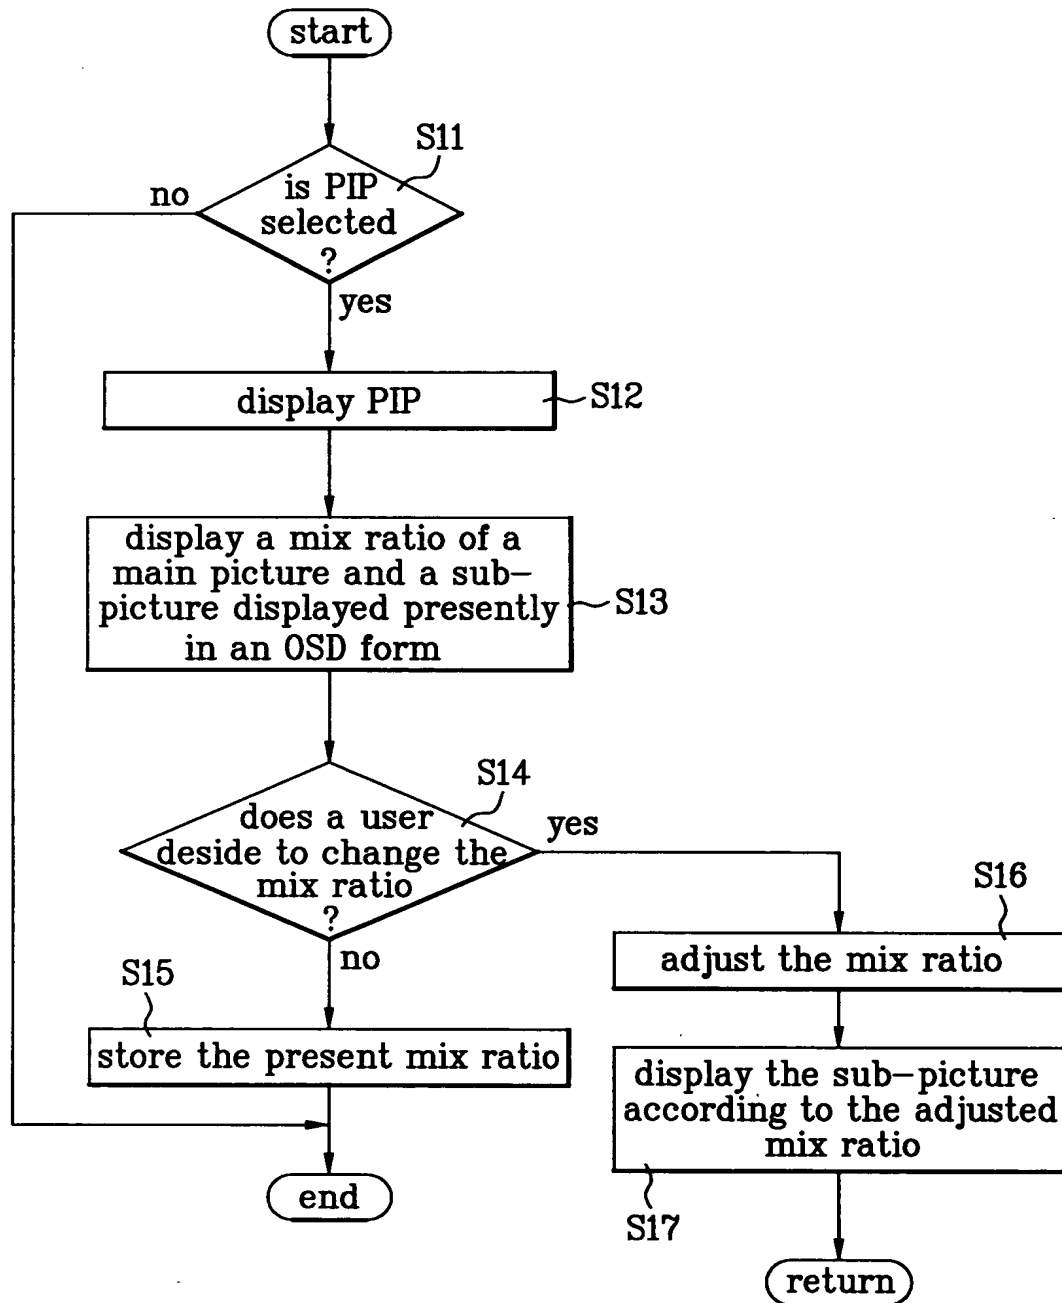 start
S11
no
is PIP
selected
?
yes
display PIP
S12
display a mix ratio of a
main picture and a sub-
picture displayed presently
in an OSD form
S13
S14
does a user
deside to change the
mix ratio
?
yes
no
S15
store the present mix ratio
end
S16
adjust the mix ratio
display the sub-picture
according to the adjusted
mix ratio
S17
return